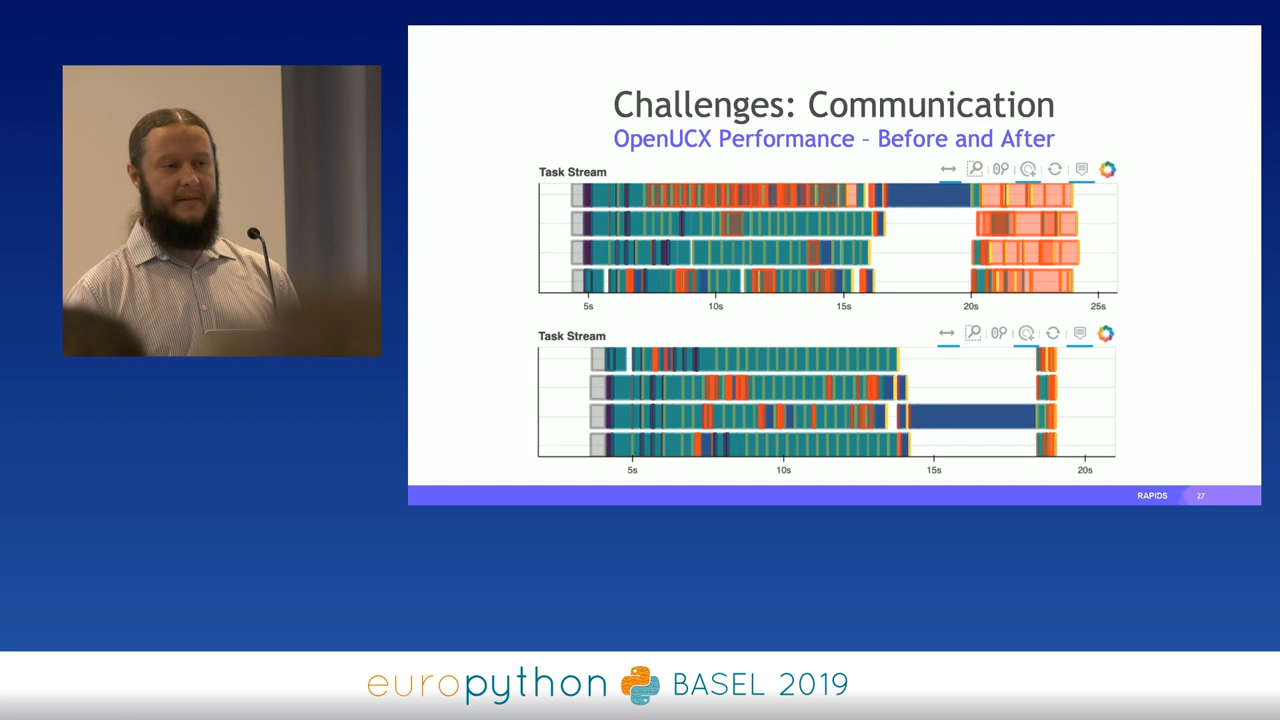 Challenges: Communication
OpenUCX Performance – Before and After
Task Stream
5s 10s 15s 20s 25s
Task Stream
5s 10s 15s 20s
RAPIDS 27
europython BASEL 2019